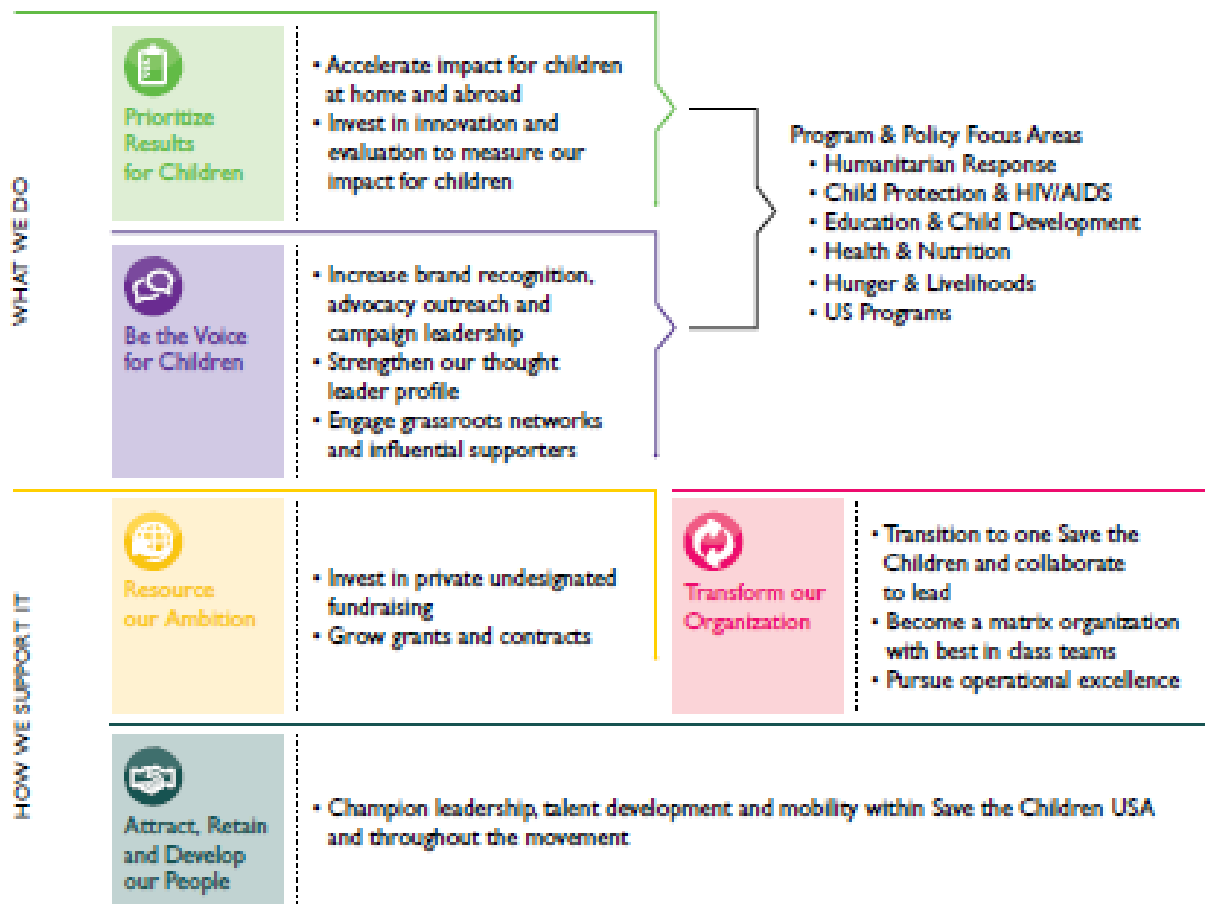 WHAT WE DO
Prioritize
Results
for Children
• Accelerate impact for children
at home and abroad
• Invest in innovation and
evaluation to measure our
impact for children
Be the Voice
for Children
• Increase brand recognition,
advocacy outreach and
campaign leadership
• Strengthen our thought
leader profile
• Engage grassroots networks
and influential supporters
Program & Policy Focus Areas
• Humanitarian Response
• Child Protection & HIV/AIDS
• Education & Child Development
• Health & Nutrition
• Hunger & Livelihoods
• US Programs
HOW WE SUPPORT IT
Resource
our Ambition
• Invest in private undesignated
fundraising
• Grow grants and contracts
Transform our
Organization
• Transition to one Save the
Children and collaborate
to lead
• Become a matrix organization
with best in class teams
• Pursue operational excellence
Attract, Retain
and Develop
our People
• Champion leadership, talent development and mobility within Save the Children USA
and throughout the movement